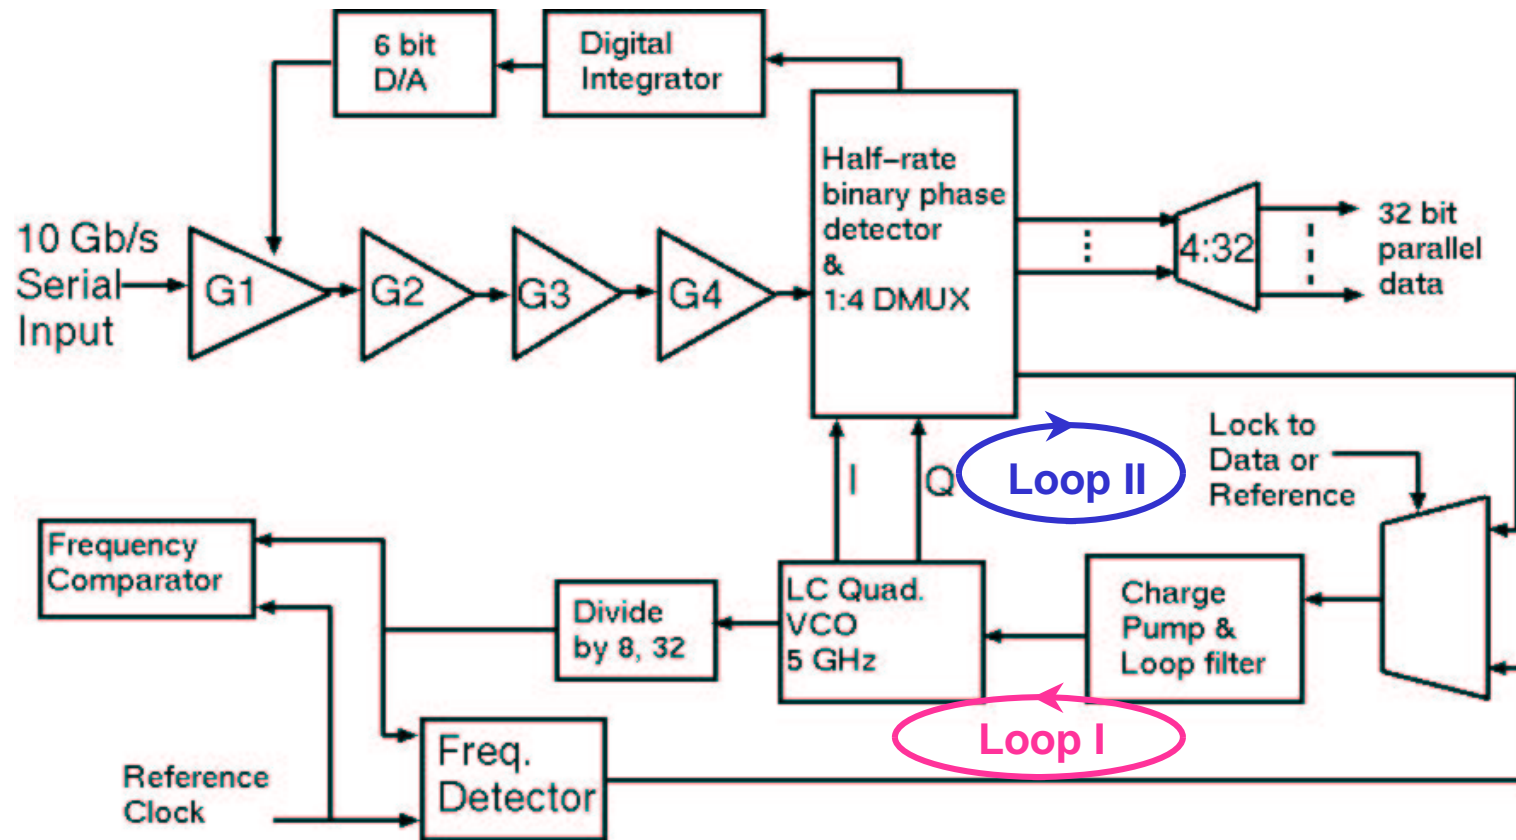 6 bit
D/A
Digital
Integrator
Half-rate
binary phase
detector
&
1:4 DMUX
10 Gb/s
Serial
Input
G1
G2
G3
G4
4:32
32 bit
parallel
data
I
Q
Loop II
Lock to
Data or
Reference
Frequency
Comparator
Divide
by 8, 32
LC Quad.
VCO
5 GHz
Charge
Pump &
Loop filter
Loop I
Freq.
Detector
Reference
Clock